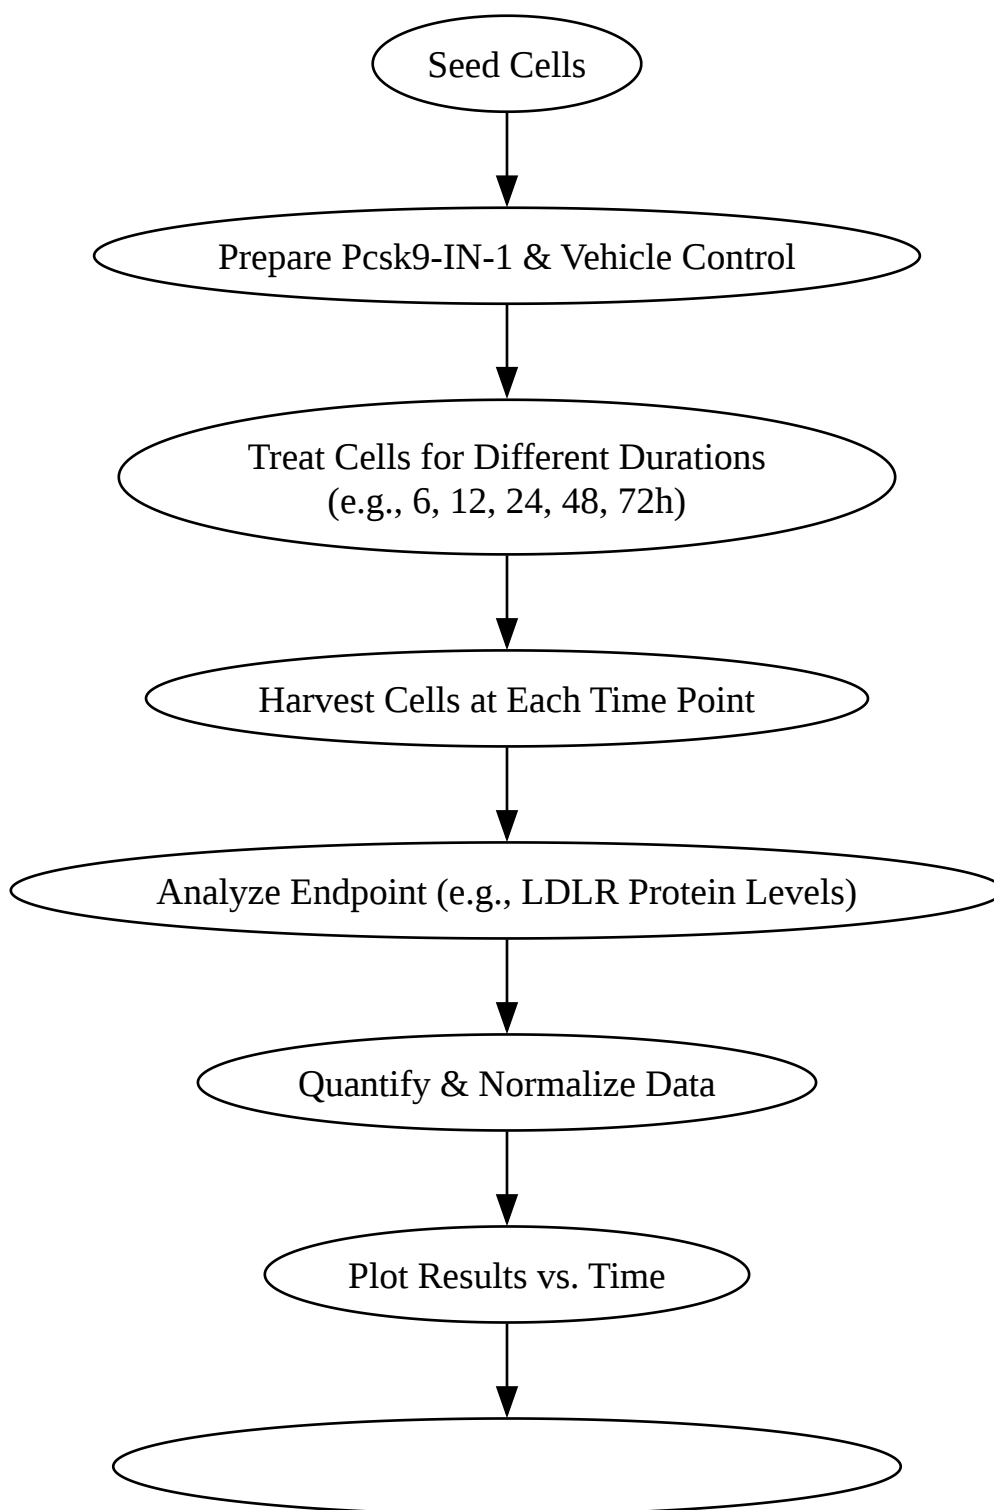 Seed Cells
Prepare Pcsk9-IN-1 & Vehicle Control
Treat Cells for Different Durations
(e.g., 6, 12, 24, 48, 72h)
Harvest Cells at Each Time Point
Analyze Endpoint (e.g., LDLR Protein Levels)
Quantify & Normalize Data
Plot Results vs. Time